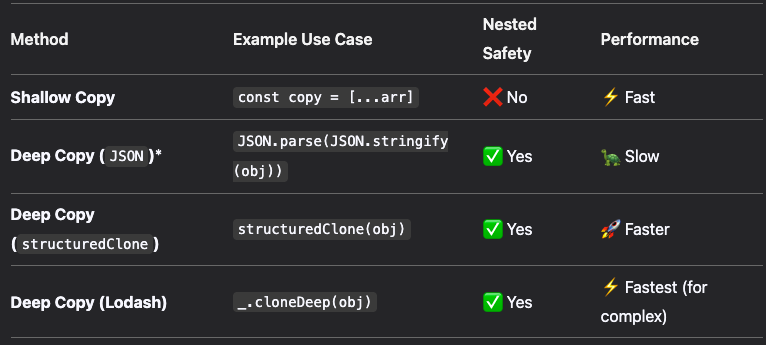 Method Example Use Case Nested Safety Performance
Shallow Copy const copy = [...arr] ❌ No ⚡ Fast
Deep Copy (JSON)* JSON.parse(JSON.stringify(obj)) ✅ Yes 🐢 Slow
Deep Copy (structuredClone) structuredClone(obj) ✅ Yes 🚀 Faster
Deep Copy (Lodash) _.cloneDeep(obj) ✅ Yes ⚡ Fastest (for complex)